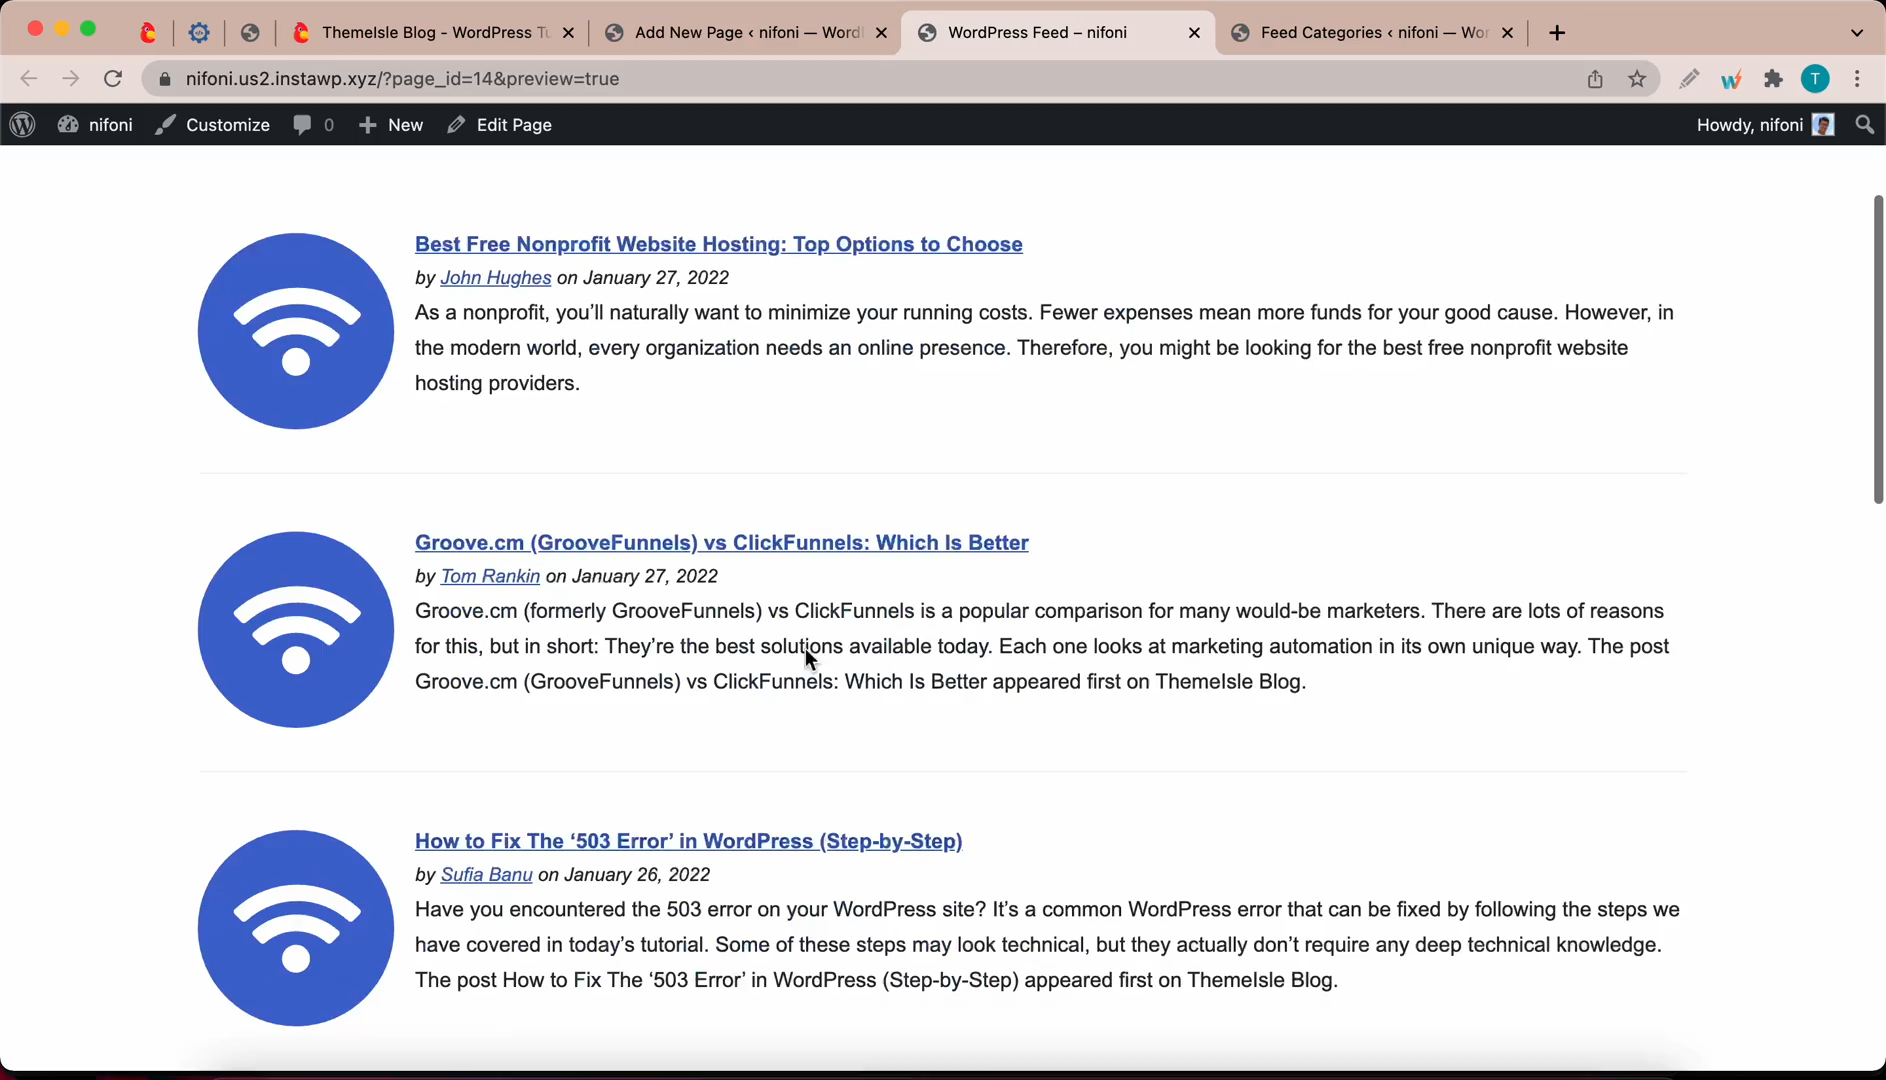 ThemeIsle Blog - WordPress Tu
Add New Page ‹ nifoni — Word
WordPress Feed – nifoni
Feed Categories ‹ nifoni — Wor
nifoni.us2.instawp.xyz/?page_id=14&preview=true
T
nifoni
Customize
0
New
Edit Page
Howdy, nifoni
Best Free Nonprofit Website Hosting: Top Options to Choose
by John Hughes on January 27, 2022
As a nonprofit, you’ll naturally want to minimize your running costs. Fewer expenses mean more funds for your good cause. However, in
the modern world, every organization needs an online presence. Therefore, you might be looking for the best free nonprofit website
hosting providers.
Groove.cm (GrooveFunnels) vs ClickFunnels: Which Is Better
by Tom Rankin on January 27, 2022
Groove.cm (formerly GrooveFunnels) vs ClickFunnels is a popular comparison for many would-be marketers. There are lots of reasons
for this, but in short: They’re the best solutions available today. Each one looks at marketing automation in its own unique way. The post
Groove.cm (GrooveFunnels) vs ClickFunnels: Which Is Better appeared first on ThemeIsle Blog.
How to Fix The ‘503 Error’ in WordPress (Step-by-Step)
by Sufia Banu on January 26, 2022
Have you encountered the 503 error on your WordPress site? It’s a common WordPress error that can be fixed by following the steps we
have covered in today’s tutorial. Some of these steps may look technical, but they actually don’t require any deep technical knowledge.
The post How to Fix The ‘503 Error’ in WordPress (Step-by-Step) appeared first on ThemeIsle Blog.